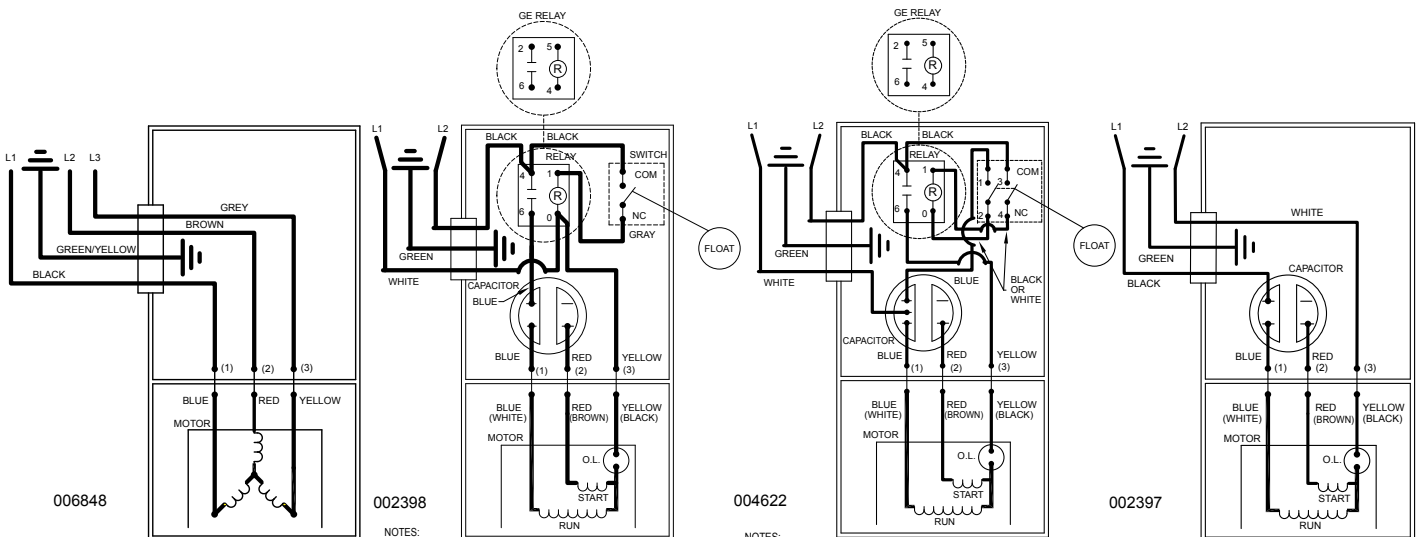 L1
L2
L3
GREY
BROWN
GREEN/YELLOW
BLACK
(1)
(2)
(3)
BLUE
RED
YELLOW
MOTOR
006848
GE RELAY
2
5
R
6
4
L1
L2
BLACK
BLACK
RELAY
SWITCH
4
1
R
6
0
COM
NC
GRAY
FLOAT
GREEN
WHITE
CAPACITOR
BLUE
BLUE
RED
YELLOW
(1)
(2)
(3)
BLUE
(WHITE)
RED
(BROWN)
YELLOW
(BLACK)
MOTOR
O.L.
START
RUN
002398
NOTES:
GE RELAY
2
5
R
6
4
L1
L2
BLACK
BLACK
RELAY
4
1
R
6
0
1
3
COM
2
4
NC
FLOAT
GREEN
WHITE
BLUE
BLACK
OR
WHITE
CAPACITOR
BLUE
RED
YELLOW
(1)
(2)
(3)
BLUE
(WHITE)
RED
(BROWN)
YELLOW
(BLACK)
MOTOR
O.L.
START
RUN
004622
NOTES:
L1
L2
WHITE
GREEN
BLACK
CAPACITOR
BLUE
RED
(1)
(2)
(3)
BLUE
(WHITE)
RED
(BROWN)
YELLOW
(BLACK)
MOTOR
O.L.
START
RUN
002397